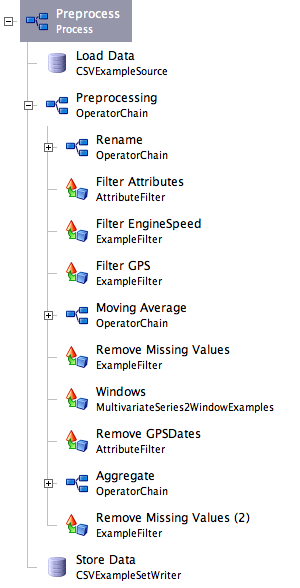 Preprocess
Process
Load Data
CSVExampleSource
Preprocessing
OperatorChain
Rename
OperatorChain
Filter Attributes
AttributeFilter
Filter EngineSpeed
ExampleFilter
Filter GPS
ExampleFilter
Moving Average
OperatorChain
Remove Missing Values
ExampleFilter
Windows
MultivariateSeries2WindowExamples
Remove GPSDates
AttributeFilter
Aggregate
OperatorChain
Remove Missing Values (2)
ExampleFilter
Store Data
CSVExampleSetWriter